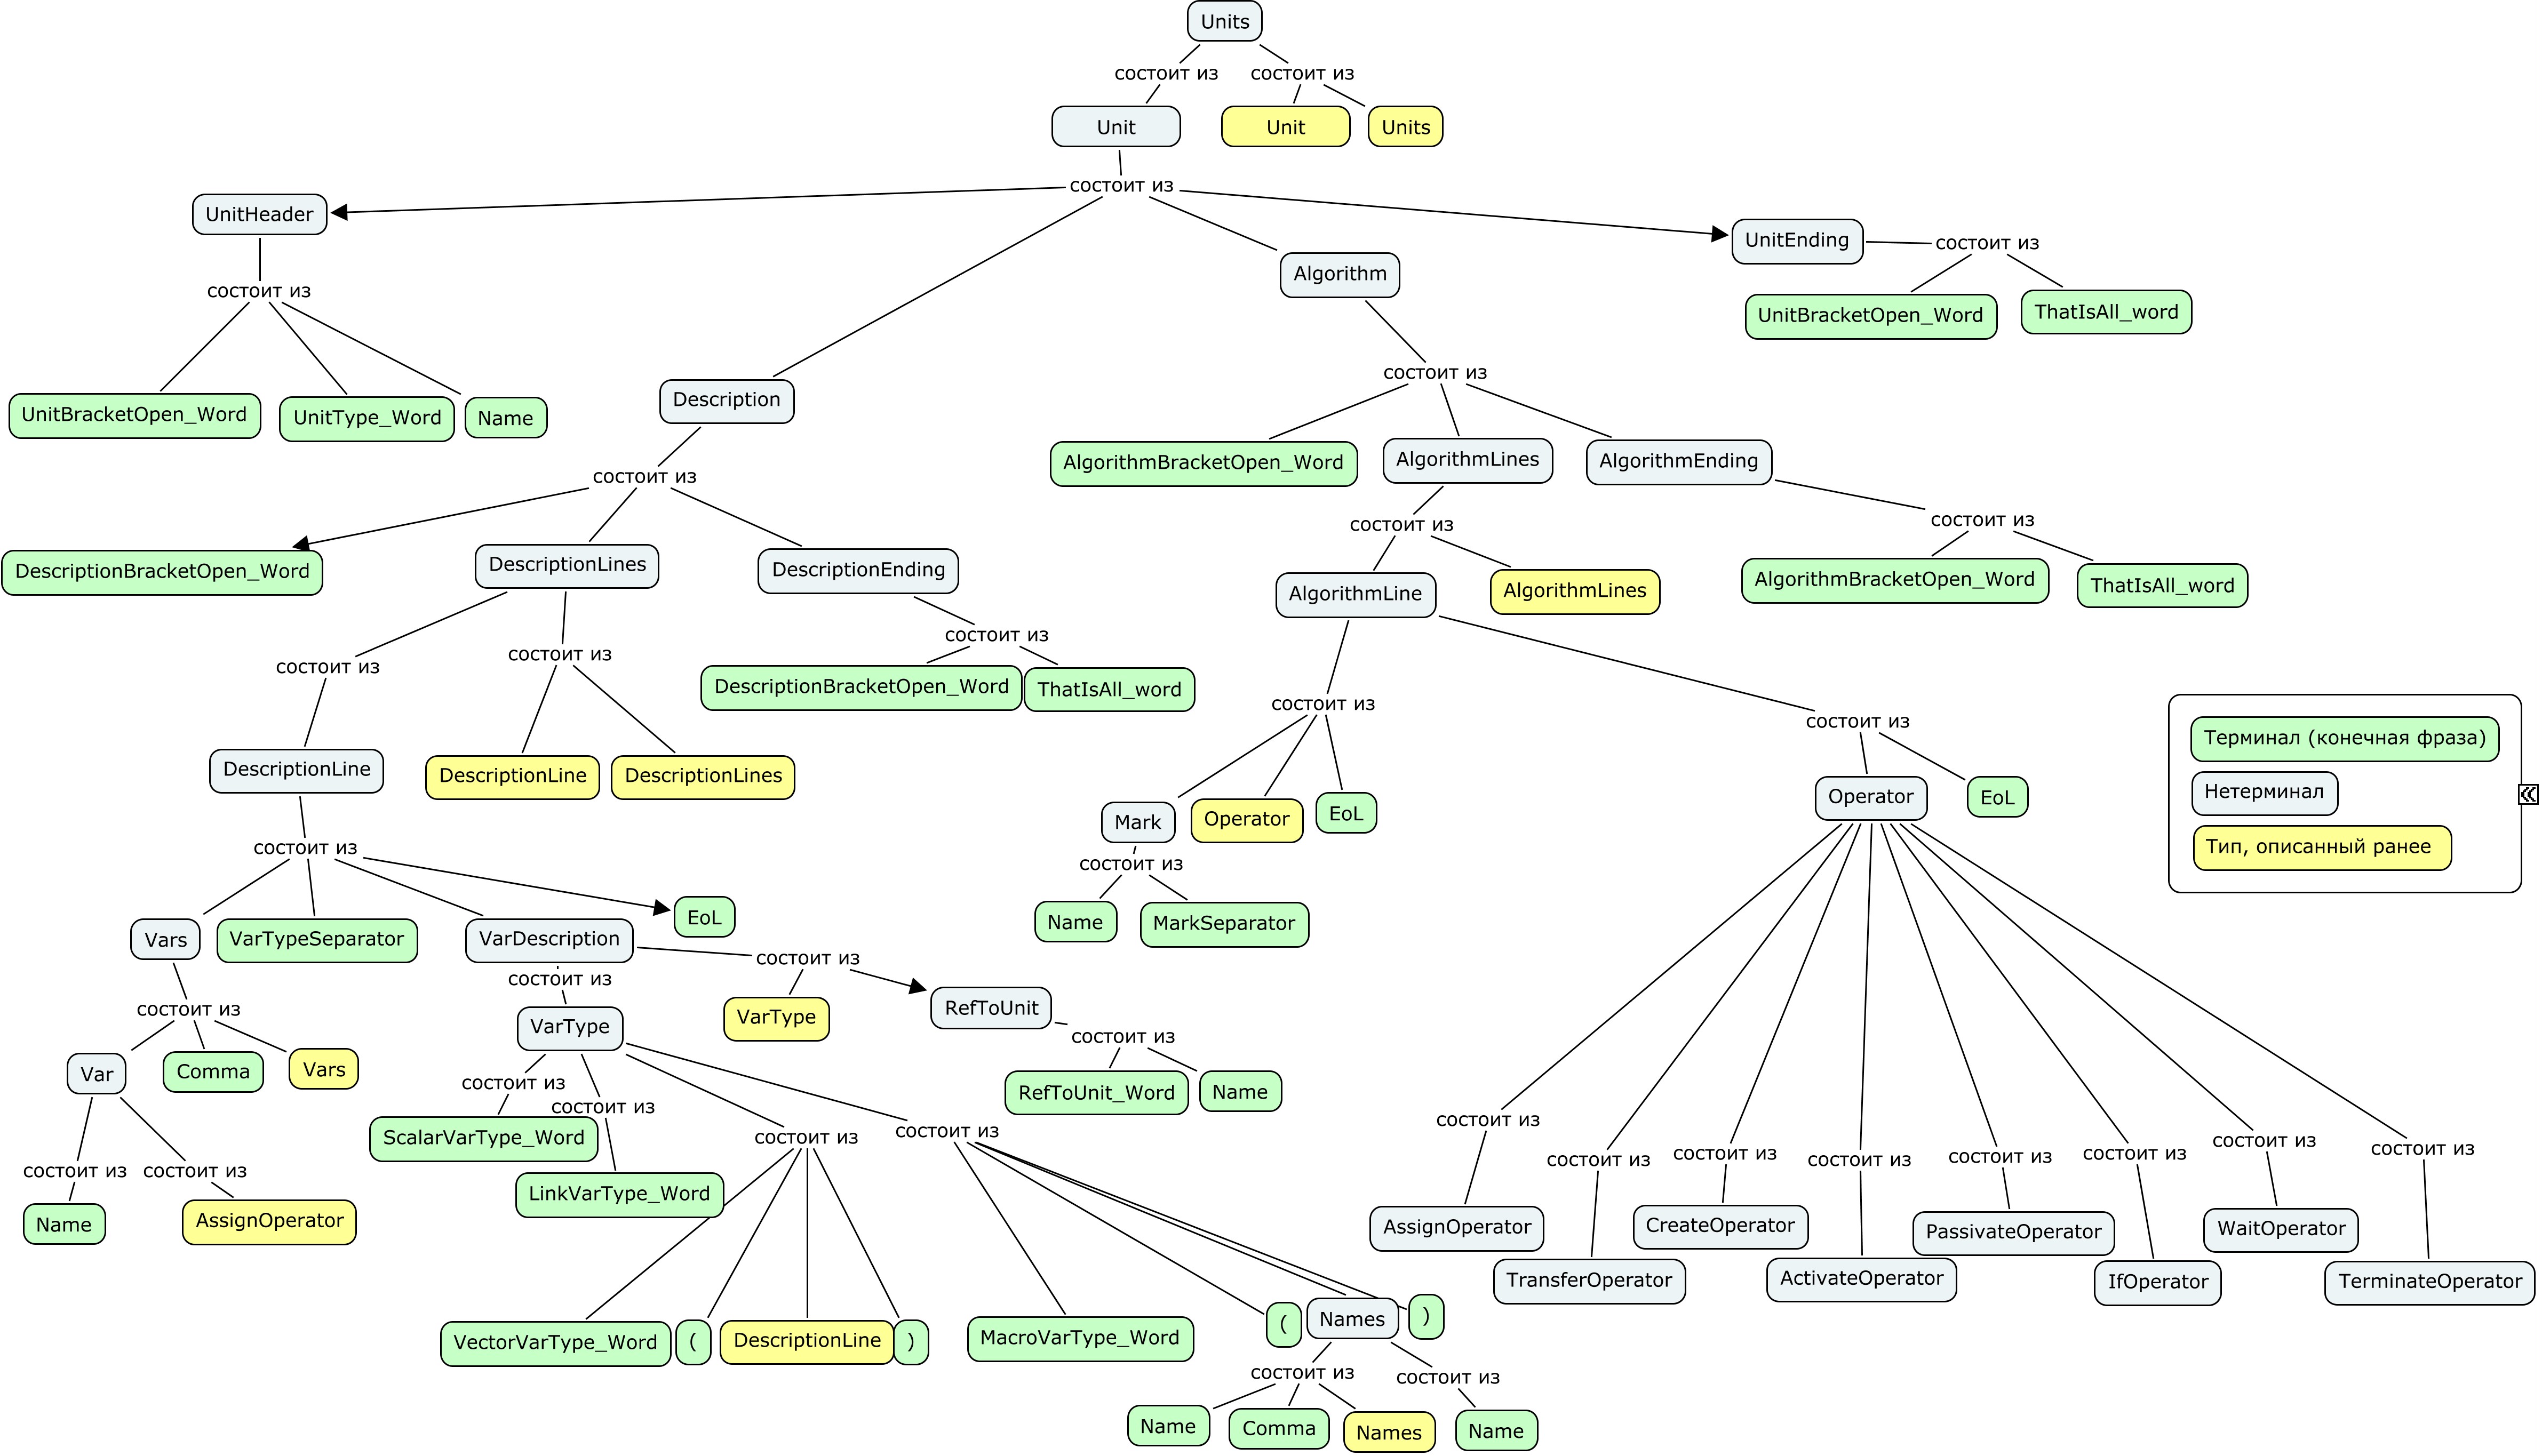 Units
состоит из
состоит из
Unit
Unit
Units
состоит из
UnitHeader
UnitEnding
состоит из
Algorithm
состоит из
UnitBracketOpen_Word
ThatIsAll_word
состоит из
Description
UnitBracketOpen_Word
UnitType_Word
Name
AlgorithmBracketOpen_Word
AlgorithmLines
AlgorithmEnding
состоит из
состоит из
состоит из
DescriptionBracketOpen_Word
DescriptionLines
DescriptionEnding
AlgorithmLine
AlgorithmLines
AlgorithmBracketOpen_Word
ThatIsAll_word
состоит из
состоит из
состоит из
DescriptionBracketOpen_Word
ThatIsAll_word
состоит из
состоит из
Терминал (конечная фраза)
Нетерминал
Тип, описанный ранее
DescriptionLine
DescriptionLine
DescriptionLines
Mark
Operator
EoL
Operator
EoL
состоит из
состоит из
Name
MarkSeparator
Vars
VarTypeSeparator
VarDescription
EoL
состоит из
состоит из
VarType
RefToUnit
состоит из
VarType
состоит из
Var
Comma
Vars
состоит из
RefToUnit_Word
Name
состоит из
состоит из
состоит из
ScalarVarType_Word
состоит из
состоит из
Name
AssignOperator
LinkVarType_Word
состоит из
состоит из
состоит из
состоит из
состоит из
состоит из
состоит из
состоит из
AssignOperator
CreateOperator
PassivateOperator
WaitOperator
TransferOperator
ActivateOperator
IfOperator
TerminateOperator
VectorVarType_Word
(
DescriptionLine
)
MacroVarType_Word
(
Names
)
состоит из
состоит из
Name
Comma
Names
Name